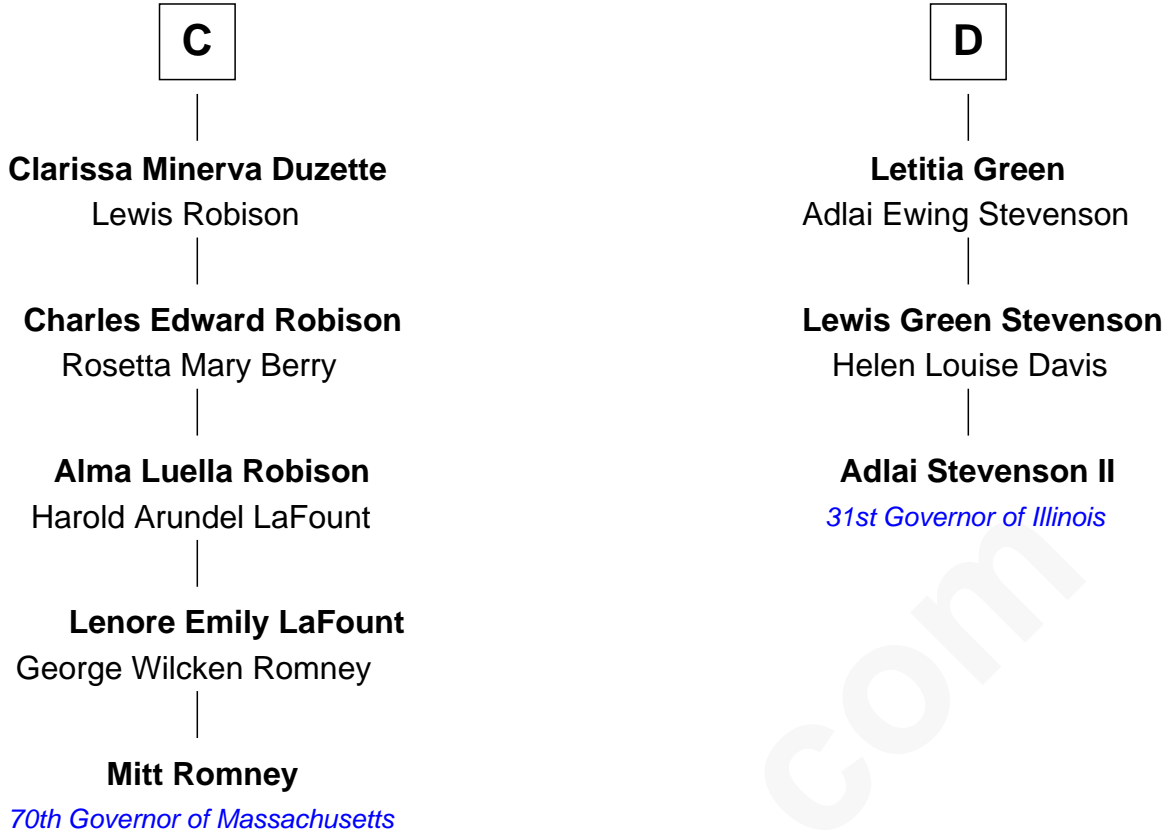 C
Clarissa Minerva Duzette
Lewis Robison
Charles Edward Robison
Rosetta Mary Berry
Alma Luella Robison
Harold Arundel LaFount
Lenore Emily LaFount
George Wilcken Romney
Mitt Romney
70th Governor of Massachusetts
D
Letitia Green
Adlai Ewing Stevenson
Lewis Green Stevenson
Helen Louise Davis
Adlai Stevenson II
31st Governor of Illinois
com